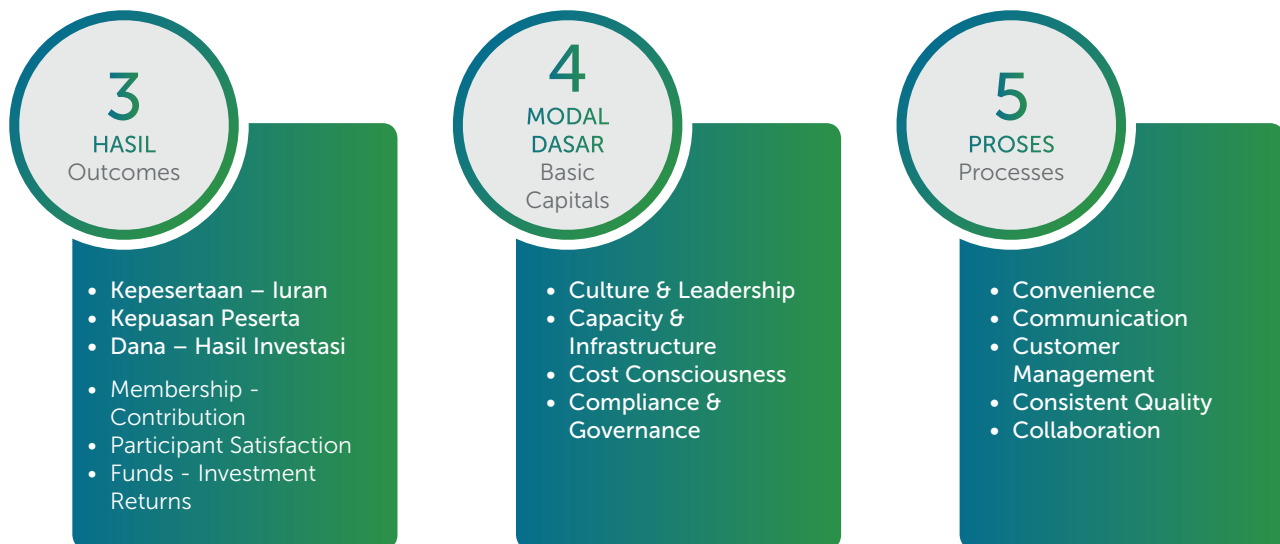 3
HASIL
Outcomes
• Kepesertaan – Iuran
• Kepuasan Peserta
• Dana – Hasil Investasi
• Membership -
Contribution
• Participant Satisfaction
• Funds - Investment
Returns
4
MODAL
DASAR
Basic
Capitals
• Culture & Leadership
• Capacity &
Infrastructure
• Cost Consciousness
• Compliance &
Governance
5
PROSES
Processes
• Convenience
• Communication
• Customer
Management
• Consistent Quality
• Collaboration